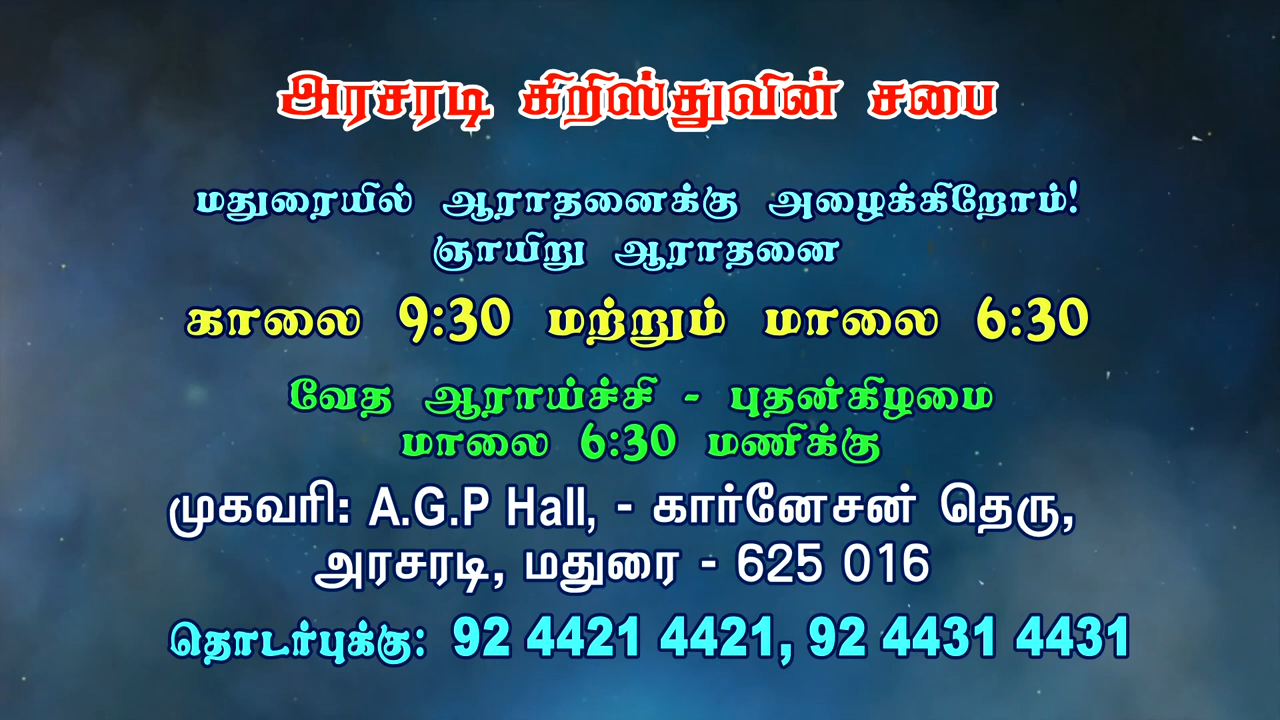 அரசரடி கிறிஸ்துவின் சபை
மதுரையில் ஆராதனைக்கு அழைக்கிறோம்!
ஞாயிறு ஆராதனை
காலை 9:30 மற்றும் மாலை 6:30
வேத ஆராய்ச்சி - புதன்கிழமை
மாலை 6:30 மணிக்கு
முகவரி: A.G.P Hall, - கார்னேசன் தெரு,
அரசரடி, மதுரை - 625 016
தொடர்புக்கு: 92 4421 4421, 92 4431 4431